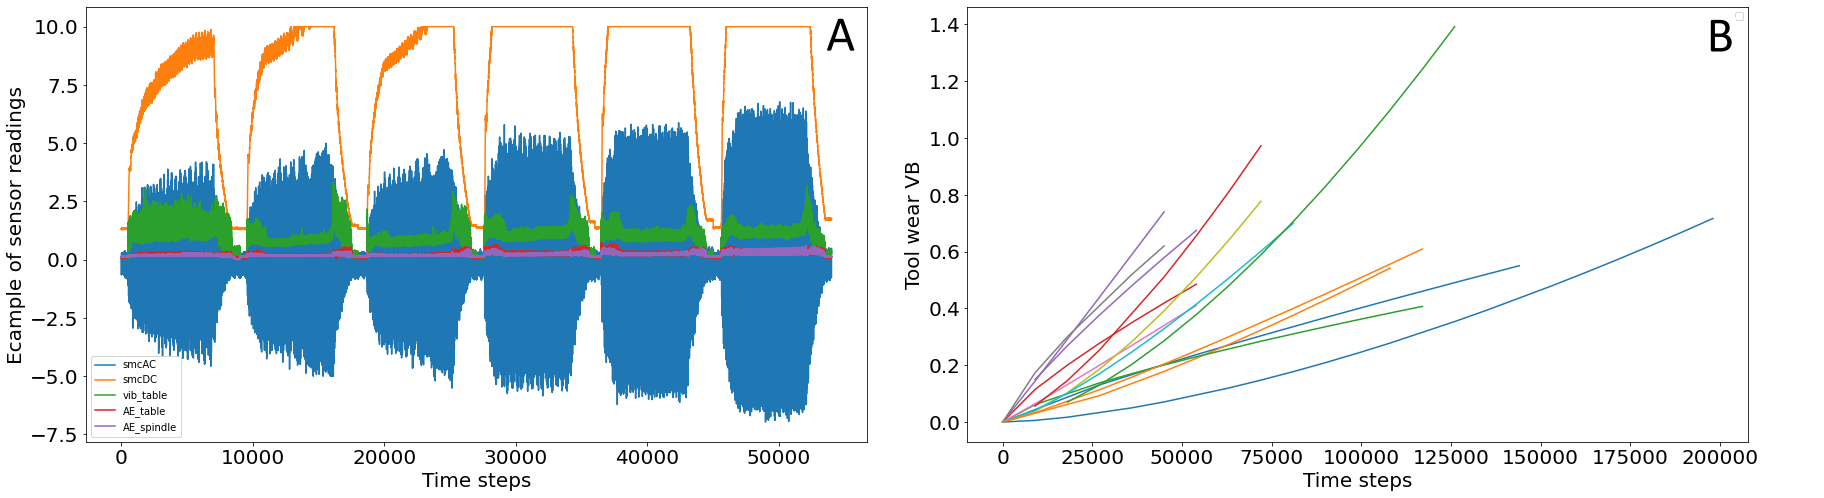 A
Ecample of sensor readings
10.0
7.5
5.0
2.5
0.0
−2.5
−5.0
−7.5
smcAC
smcDC
vib_table
AE_table
AE_spindle
0 10000 20000 30000 40000 50000
Time steps
B
Tool wear VB
1.4
1.2
1.0
0.8
0.6
0.4
0.2
0.0
0 25000 50000 75000 100000 125000 150000 175000 200000
Time steps